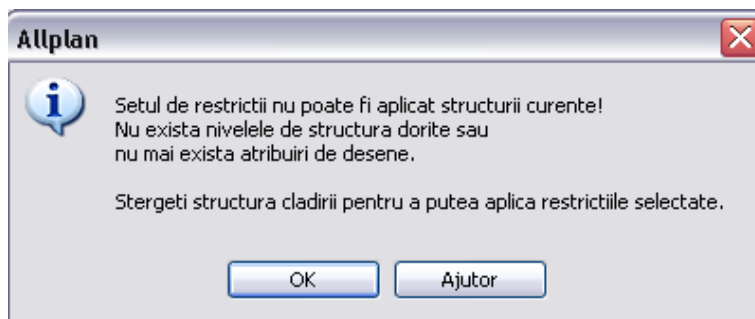 Allplan
Setul de restrictii nu poate fi aplicat structurii curente!
Nu exista nivelele de structura dorite sau
nu mai exista atribuiri de desene.
Stergeti structura cladirii pentru a putea aplica restrictiile selectate.
OK
Ajutor